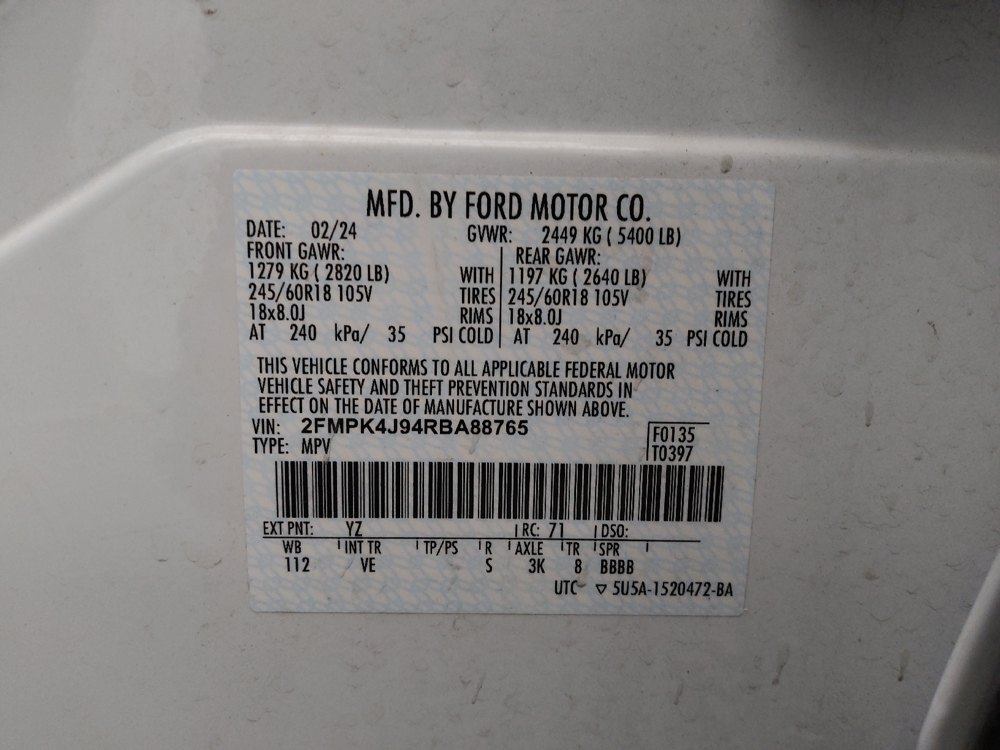 MFD. BY FORD MOTOR CO.
DATE: 02/24 GVWR: 2449 KG ( 5400 LB)
FRONT GAWR: REAR GAWR:
1279 KG ( 2820 LB) WITH 1197 KG ( 2640 LB) WITH
245/60R18 105V TIRES 245/60R18 105V TIRES
18x8.0J RIMS 18x8.0J RIMS
AT 240 kPa/ 35 PSI COLD AT 240 kPa/ 35 PSI COLD
THIS VEHICLE CONFORMS TO ALL APPLICABLE FEDERAL MOTOR
VEHICLE SAFETY AND THEFT PREVENTION STANDARDS IN
EFFECT ON THE DATE OF MANUFACTURE SHOWN ABOVE.
VIN: 2FMPK4J94RBA88765 F0135
TYPE: MPV T0397
EXT PNT: YZ RC: 71 DSO:
WB INT TR TP/PS R AXLE TR SPR
112 VE S 3K 8 BBBB
UTC ▽ 5U5A-1520472-BA